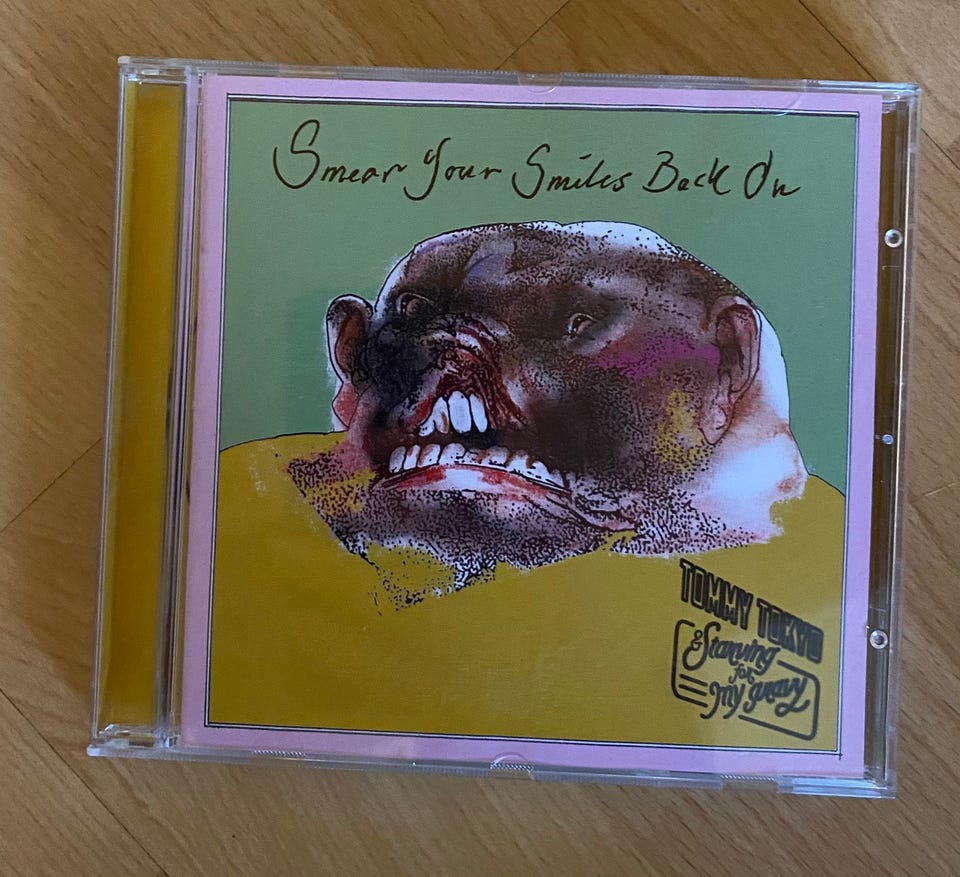 Smear Your Smiles Back On
TOMMY TOKYO
& Starving
for
my gravy